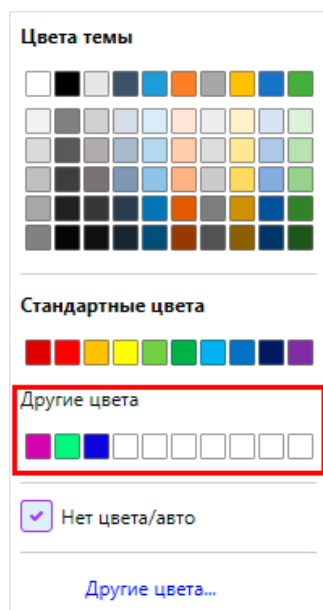 Цвета темы
Стандартные цвета
Другие цвета
Нет цвета/авто
Другие цвета...